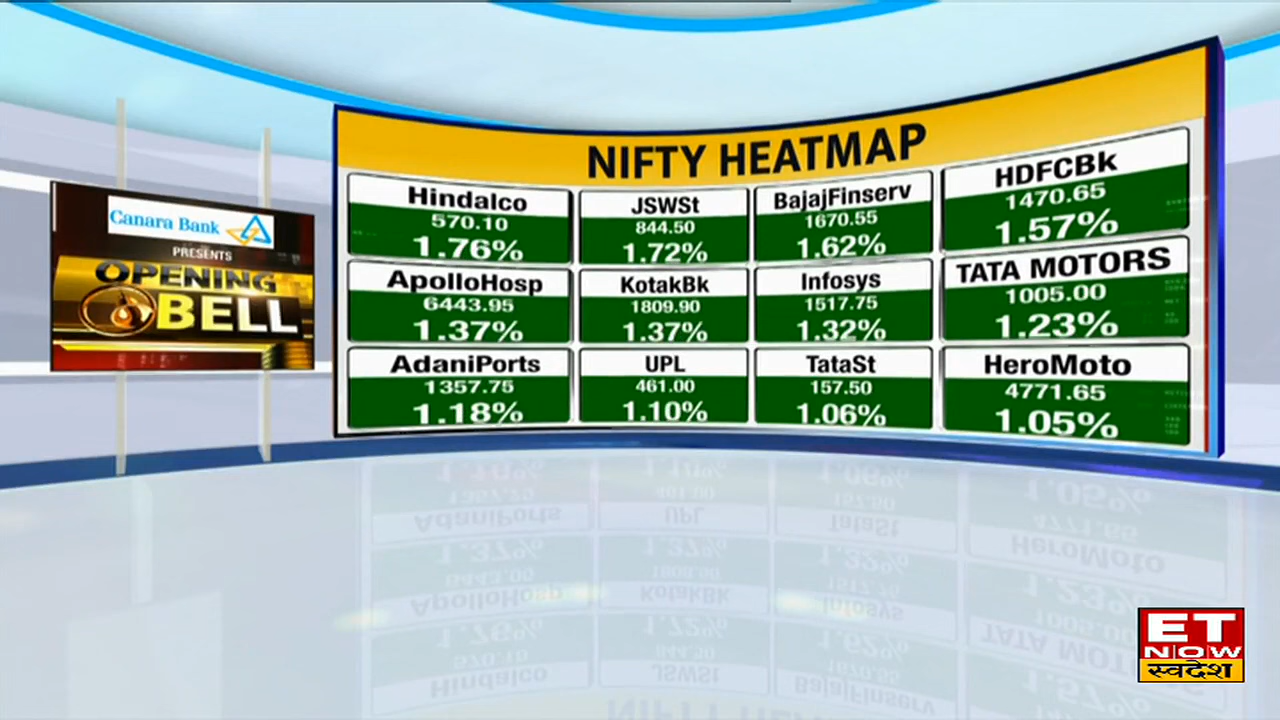 NIFTY HEATMAP
Canara Bank
PRESENTS
OPENING
BELL
Hindalco
570.10
1.76%
JSWSt
844.50
1.72%
BajajFinserv
1670.55
1.62%
HDFCBk
1470.65
1.57%
ApolloHosp
6443.95
1.37%
KotakBk
1809.90
1.37%
Infosys
1517.75
1.32%
TATA MOTORS
1005.00
1.23%
AdaniPorts
1357.75
1.18%
UPL
461.00
1.10%
TataSt
157.50
1.06%
HeroMoto
4771.65
1.05%
ET
NOW
स्वदेश